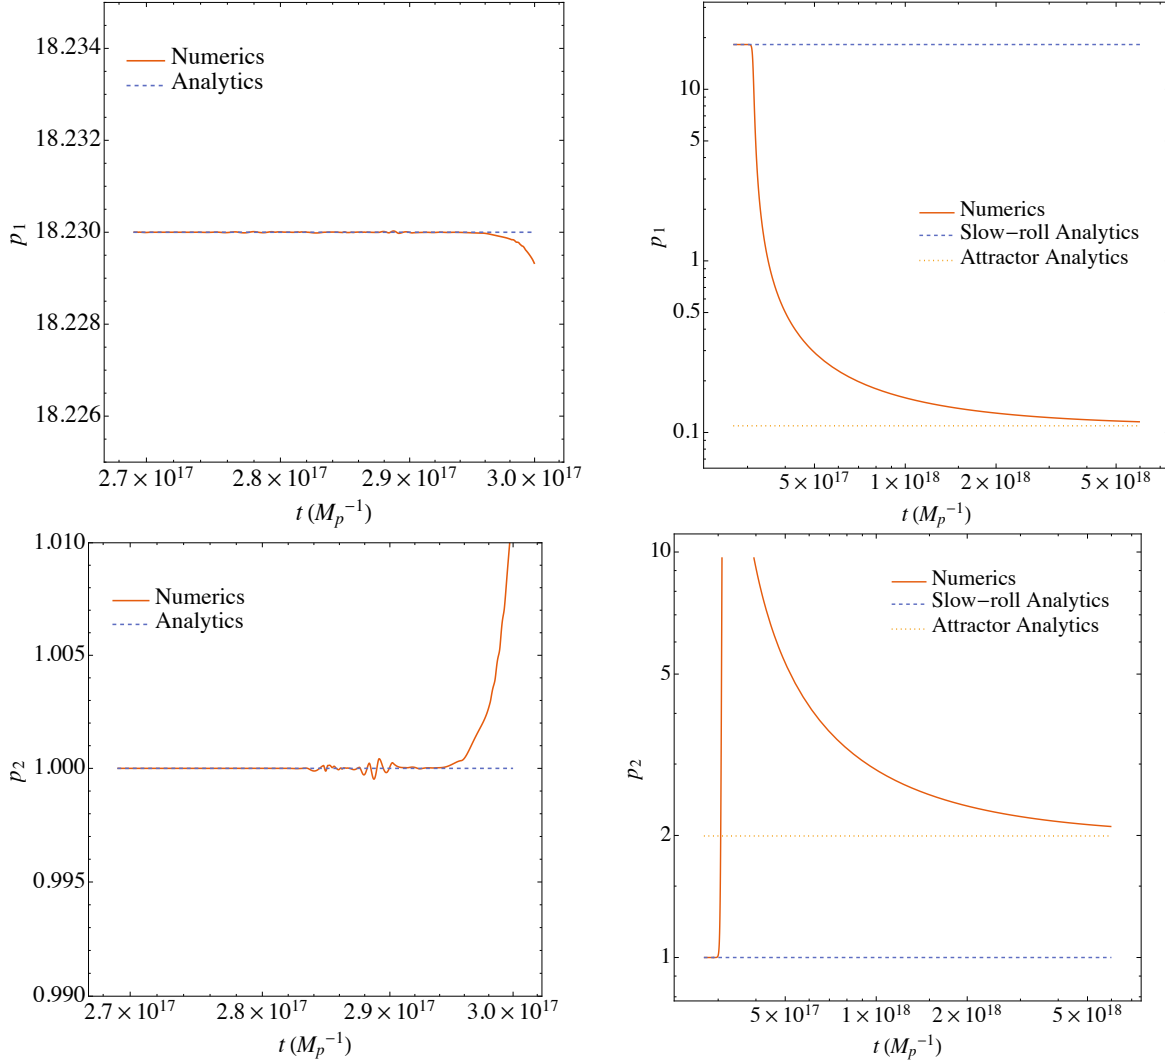 18.234
18.232
18.230
18.228
18.226
p1
Numerics
Analytics
2.7×10^17
2.8×10^17
2.9×10^17
3.0×10^17
t (Mp^−1)
10
5
1
0.5
0.1
p1
Numerics
Slow−roll Analytics
Attractor Analytics
5×10^17
1×10^18
2×10^18
5×10^18
t (Mp^−1)
1.010
1.005
1.000
0.995
0.990
p2
Numerics
Analytics
2.7×10^17
2.8×10^17
2.9×10^17
3.0×10^17
t (Mp^−1)
10
5
2
1
p2
Numerics
Slow−roll Analytics
Attractor Analytics
5×10^17
1×10^18
2×10^18
5×10^18
t (Mp^−1)